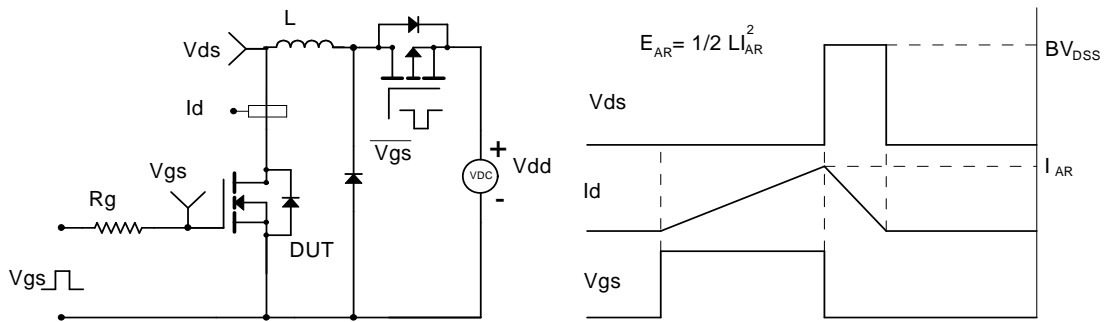 L
Vds
Id
Vgs
Vgs
+
Vdd
VDC
-
Rg
DUT
Vgs
E_AR= 1/2 LI_AR^2
BV_DSS
Vds
I_AR
Id
Vgs